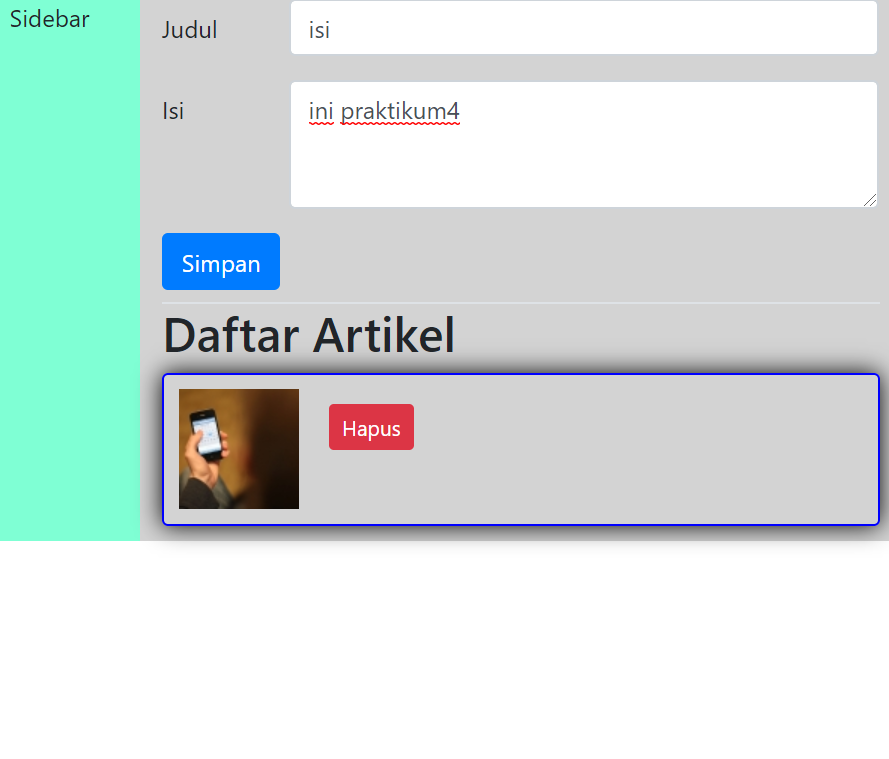 Sidebar
Judul
isi
Isi
ini praktikum4
Simpan
Daftar Artikel
Hapus